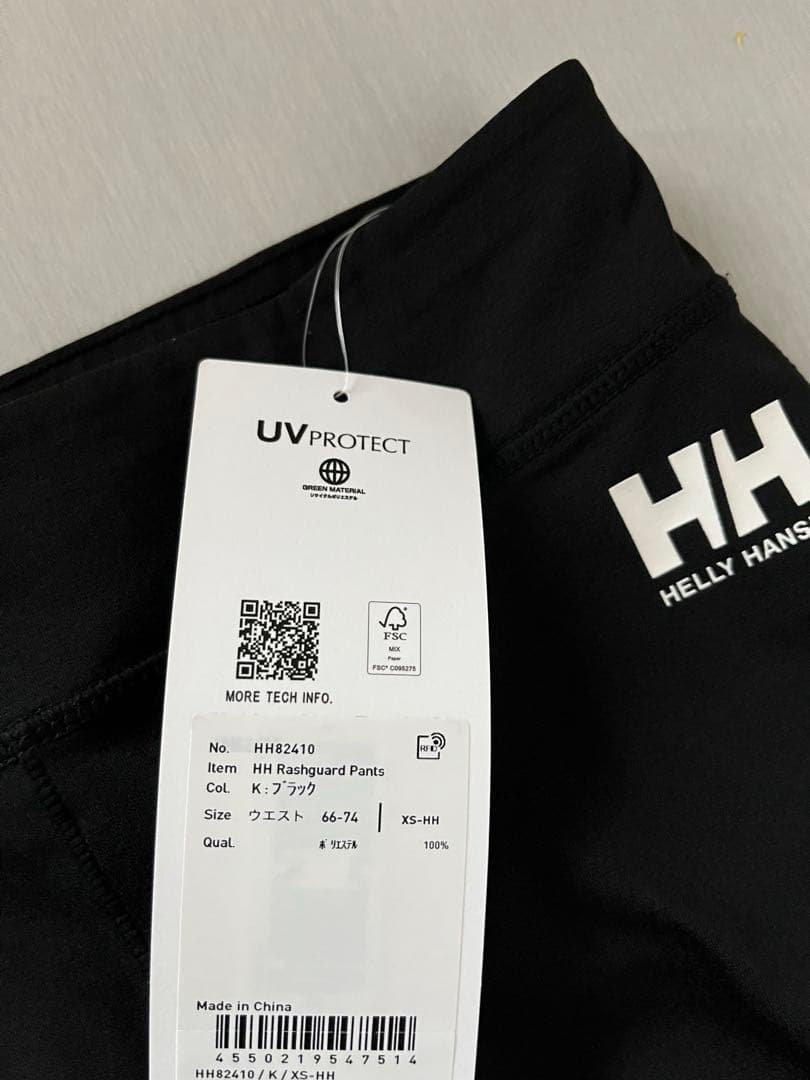 UV PROTECT
GREEN MATERIAL
リサイクルポリエステル
FSC
MIX
Paper
FSC® C095275
MORE TECH INFO.
No. HH82410
RFID
Item HH Rashguard Pants
Col. K:ブラック
Size ウエスト 66-74 XS-HH
Qual. ポリエステル 100%
Made in China
4550219547514
HH82410/K/XS-HH
HH
HELLY HANS